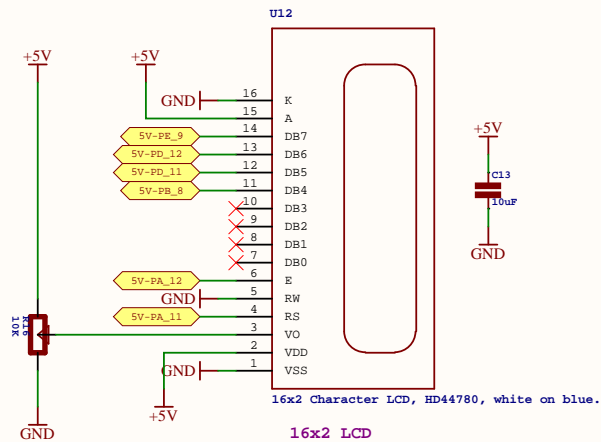 U12
+5V
+5V
GND
16
K
15
A
5V-PE_9
14
DB7
5V-PD_12
13
DB6
5V-PD_11
12
DB5
5V-PB_8
11
DB4
10
DB3
9
DB2
8
DB1
7
DB0
5V-PA_12
6
E
GND
5
RW
5V-PA_11
4
RS
3
VO
2
VDD
GND
1
VSS
R16
10K
GND
+5V
+5V
C13
10uF
GND
16x2 Character LCD, HD44780, white on blue.
16x2 LCD